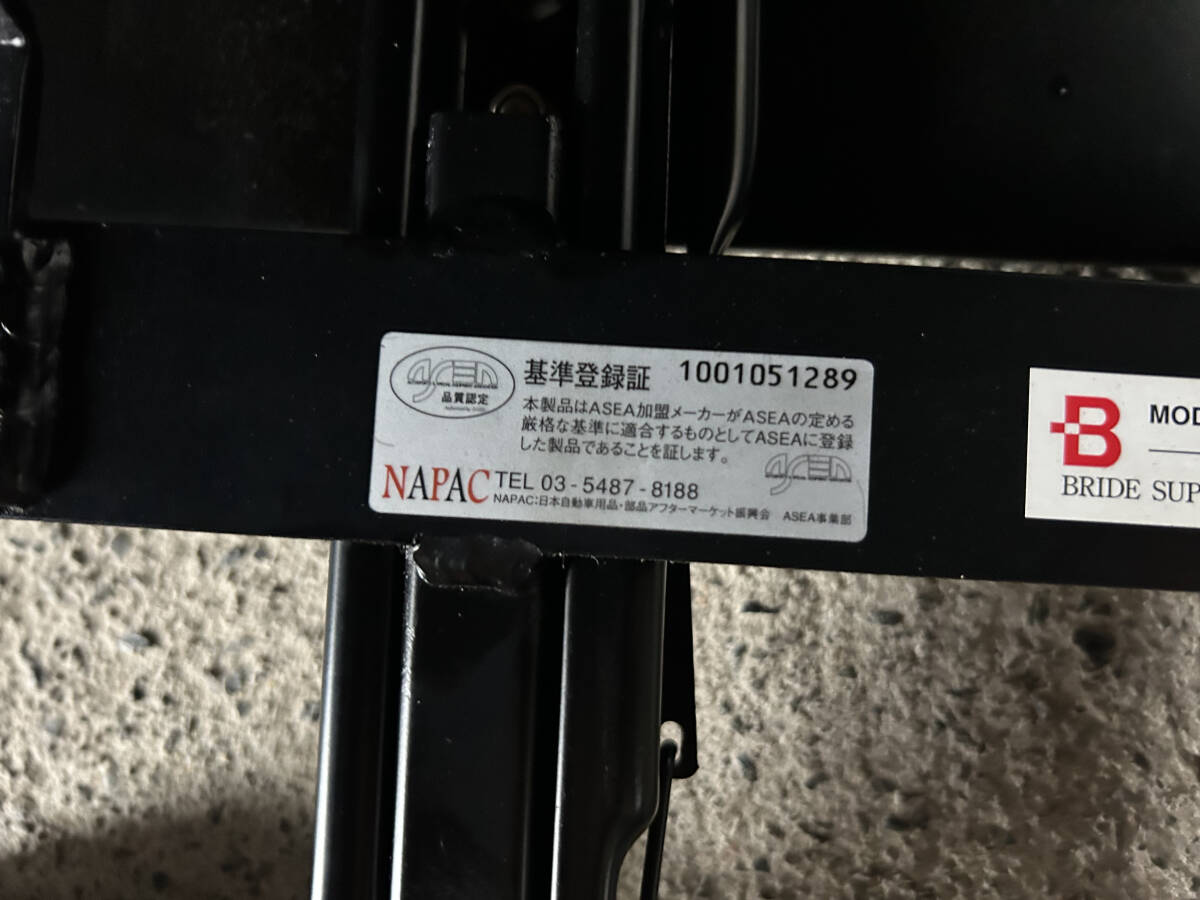 ASEA
品質認定
基準登録証 1001051289
本製品はASEA加盟メーカーがASEAの定める
厳格な基準に適合するものとしてASEAに登録
した製品であることを証します。
ASEA
NAPAC TEL 03-5487-8188
NAPAC:日本自動車用品・部品アフターマーケット振興会 ASEA事業部
B MOD
BRIDE SUP